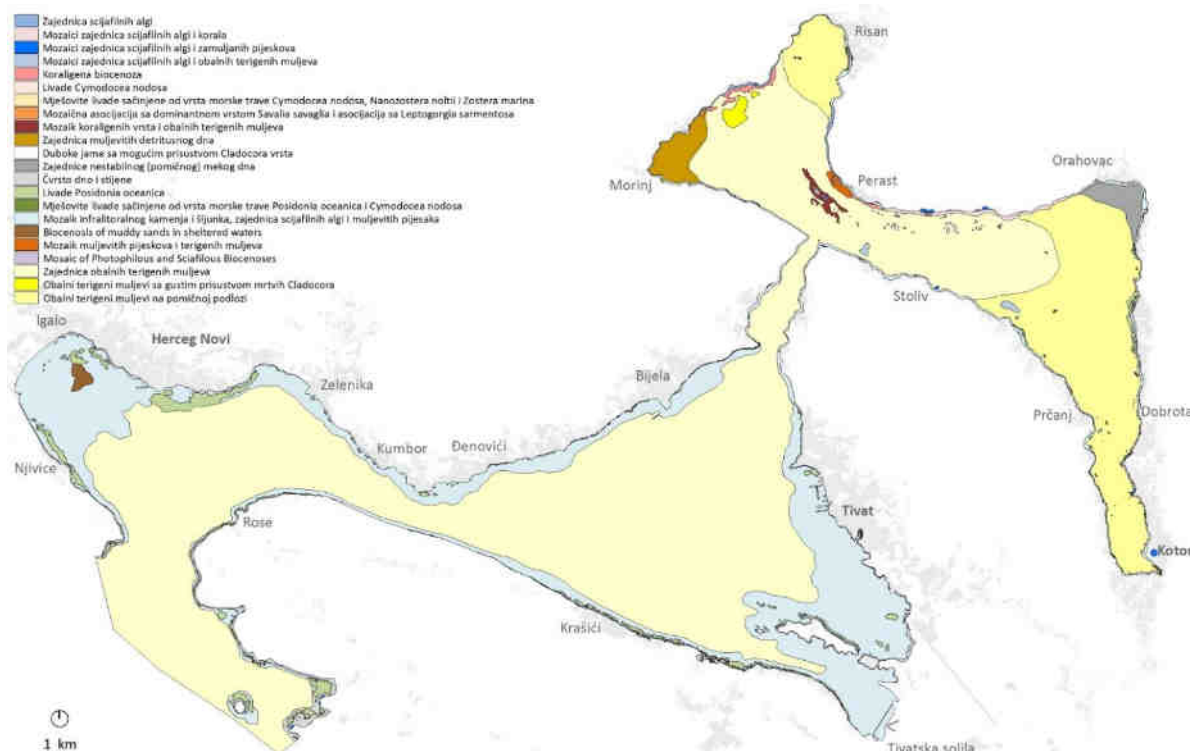 Zajednica scijafilnih algi
Mozaici zajednica scijafilnih algi i korala
Mozaici zajednica scijafilnih algi i zamuljanih pijeskova
Mozaici zajednica scijafilnih algi i obalnih terigenih muljeva
Koraligena biocenoza
Livade Cymodocea nodosa
Mješovite livade sačinjene od vrsta morske trave Cymodocea nodosa, Nanozostera noltii i Zostera marina
Mozaična asocijacija sa dominantnom vrstom Savalia savaglia i asocijacija sa Leptogorgia sarmentosa
Mozaik koraligenih vrsta i obalnih terigenih muljeva
Zajednica muljevitih detritusnog dna
Duboke jame sa mogućim prisustvom Cladocora vrsta
Zajednice nestabilnog (pomičnog) mekog dna
Čvrsto dno i stijene
Livade Posidonia oceanica
Mješovite livade sačinjene od vrsta morske trave Posidonia oceanica i Cymodocea nodosa
Mozaik infralitoralnog kamenja i šljunka, zajednica scijafilnih algi i muljevitih pijesaka
Biocenosis of muddy sands in sheltered waters
Mozaik muljevitih pijeskova i terigenih muljeva
Mosaic of Photophilous and Sciafilous Biocenoses
Zajednica obalnih terigenih muljeva
Obalni terigeni muljevi sa gustim prisustvom mrtvih Cladocora
Obalni terigeni muljevi na pomičnoj podlozi
Risan
Orahovac
Morinj
Perast
Stoliv
Igalo
Herceg Novi
Zelenika
Bijela
Prčanj
Dobrota
Kumbor
Đenovići
Njivice
Rose
Tivat
Kotor
Krašići
Tivatska solila
1 km